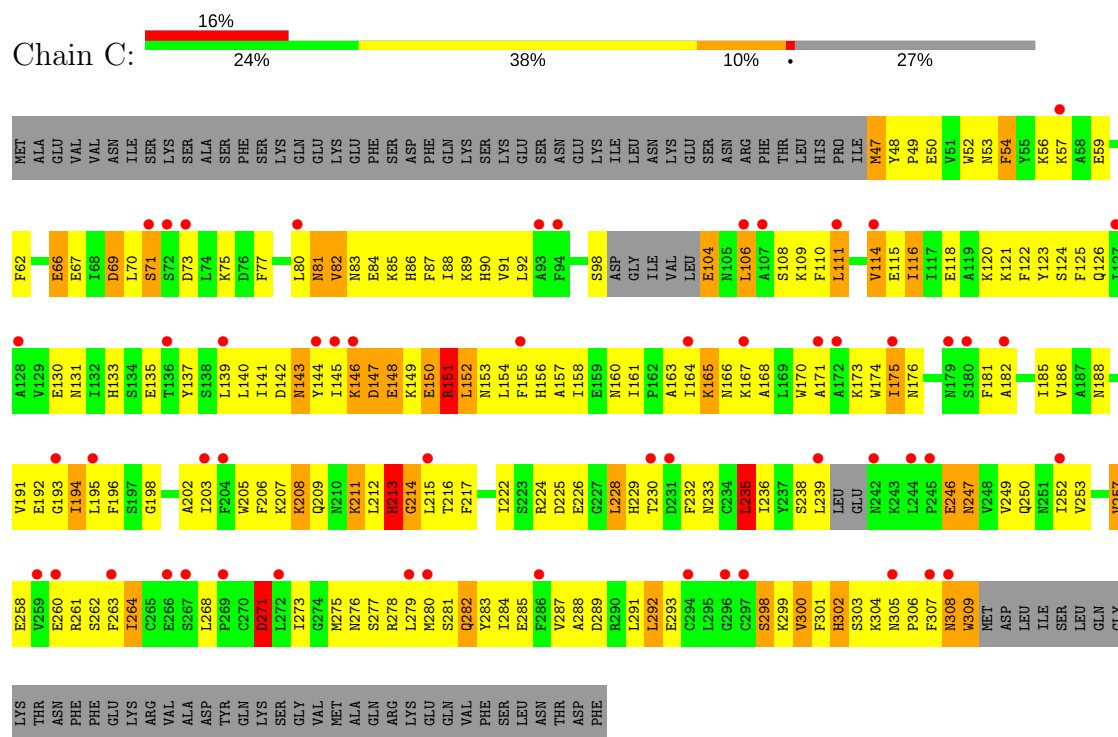 Chain C:
16%
24% 38% 10% • 27%
MET ALA GLU VAL VAL ASN ILE SER LYS SER ALA SER PHE SER LYS GLN GLU VAL LYS GLU PHE SER ASP PHE GLN LYS SER LYS VAL GLU SER ASN GLU LYS ILE LEU ASN LYS GLU SER ASN ARG PHE THR LEU HIS PRO ILE M47 Y48 P49 E50 V51 W52 N53 F54 Y55 K56 K57 A58 E59
F62 E66 E67 I68 D69 L70 S71 S72 D73 L74 K75 D76 F77 L80 N81 V82 N83 E84 K85 H86 F87 I88 K89 H90 V91 L92 A93 F94 S98 ASP GLY ILE VAL LEU E104 N105 L106 A107 S108 K109 F110 L111 V114 E115 I116 I117 E118 A119 K120 K121 F122 Y123 S124 F125 Q126 I127
A128 V129 E130 N131 I132 H133 S134 E135 T136 Y137 S138 L139 L140 I141 D142 N143 Y144 I145 K146 D147 E148 K149 E150 R151 L152 N153 L154 F155 H156 A157 I158 E159 N160 I161 P162 A163 I164 K165 N166 K167 A168 L169 W170 A171 A172 K173 W174 I175 N176 N179 S180 F181 A182 I185 V186 A187 N188
V191 E192 G193 I194 L195 F196 S197 G198 A202 I203 F204 W205 F206 K207 K208 Q209 N210 K211 L212 H213 G214 L215 T216 F217 I222 S223 R224 D225 E226 G227 L228 H229 T230 D231 F232 N233 C234 L235 I236 Y237 S238 L239 LEU GLU N242 K243 L244 P245 E246 N247 V248 V249 Q250 N251 I252 V253 V257
E258 V259 E260 R261 S262 F263 I264 C265 E266 S267 L268 P269 C270 D271 L272 I273 G274 M275 N276 S277 R278 L279 M280 S281 Q282 Y283 I284 E285 F286 V287 A288 D289 R290 L291 L292 E293 C294 L295 G296 C297 S298 K299 V300 F301 H302 S303 K304 N305 P306 F307 N308 W309 MET ASP LEU ILE SER LEU GLN GLY
LYS THR ASN PHE PHE GLU LYS ARG VAL ALA ASP TYR GLN LYS SER GLY VAL MET ALA GLN ARG LYS GLU GLN VAL PHE SER LEU ASN THR ASP PHE